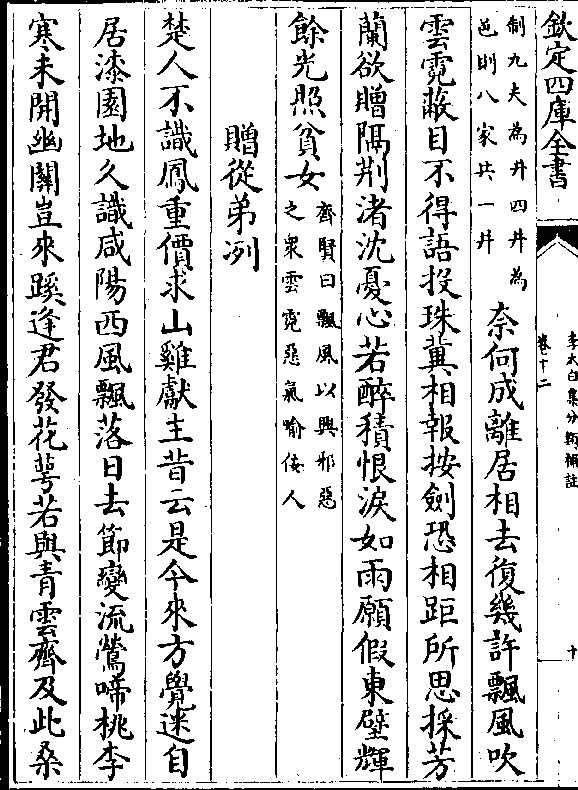 欽定四庫全書
李太白集分類補註
卷十二
十
制九夫為井四井為
邑則八家共一井
奈何成離居相去復幾許飄風吹
雲霓蔽目不得語投珠冀相報按劍恐相距所思採芳
蘭欲贈隔荆渚沈憂心若醉積恨淚如雨願假東壁輝
餘光照貧女
齊賢曰飄風以興邪惡
之衆雲霓惡氣喻佞人
贈從弟冽
楚人不識鳳重價求山雞獻主昔云是今來方覺迷自
居漆園地久識咸陽西風飄落日去節變流鶯啼桃李
寒未開幽關豈來蹊逢君發花萼若與青雲齊及此桑